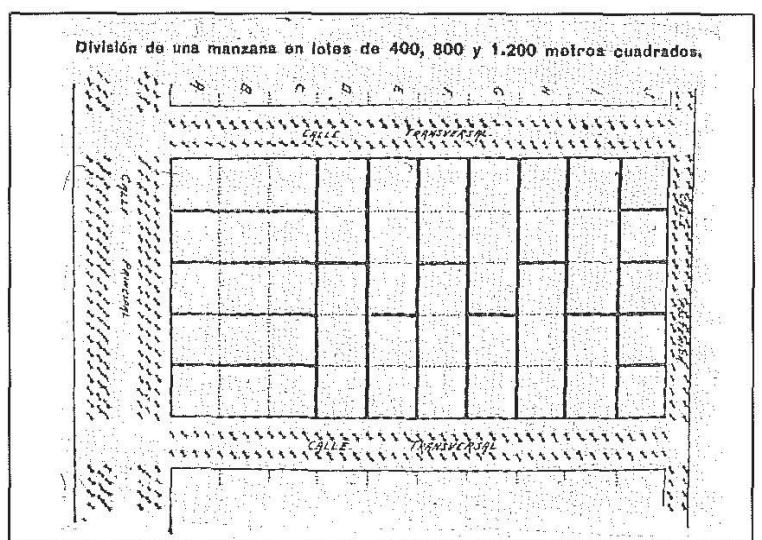 División de una manzana en lotes de 400, 800 y 1.200 metros cuadrados.
A B C D E F G H I J
CALLE TRANSVERSAL
CALLE PRINCIPAL
CALLE
CALLE TRANSVERSAL